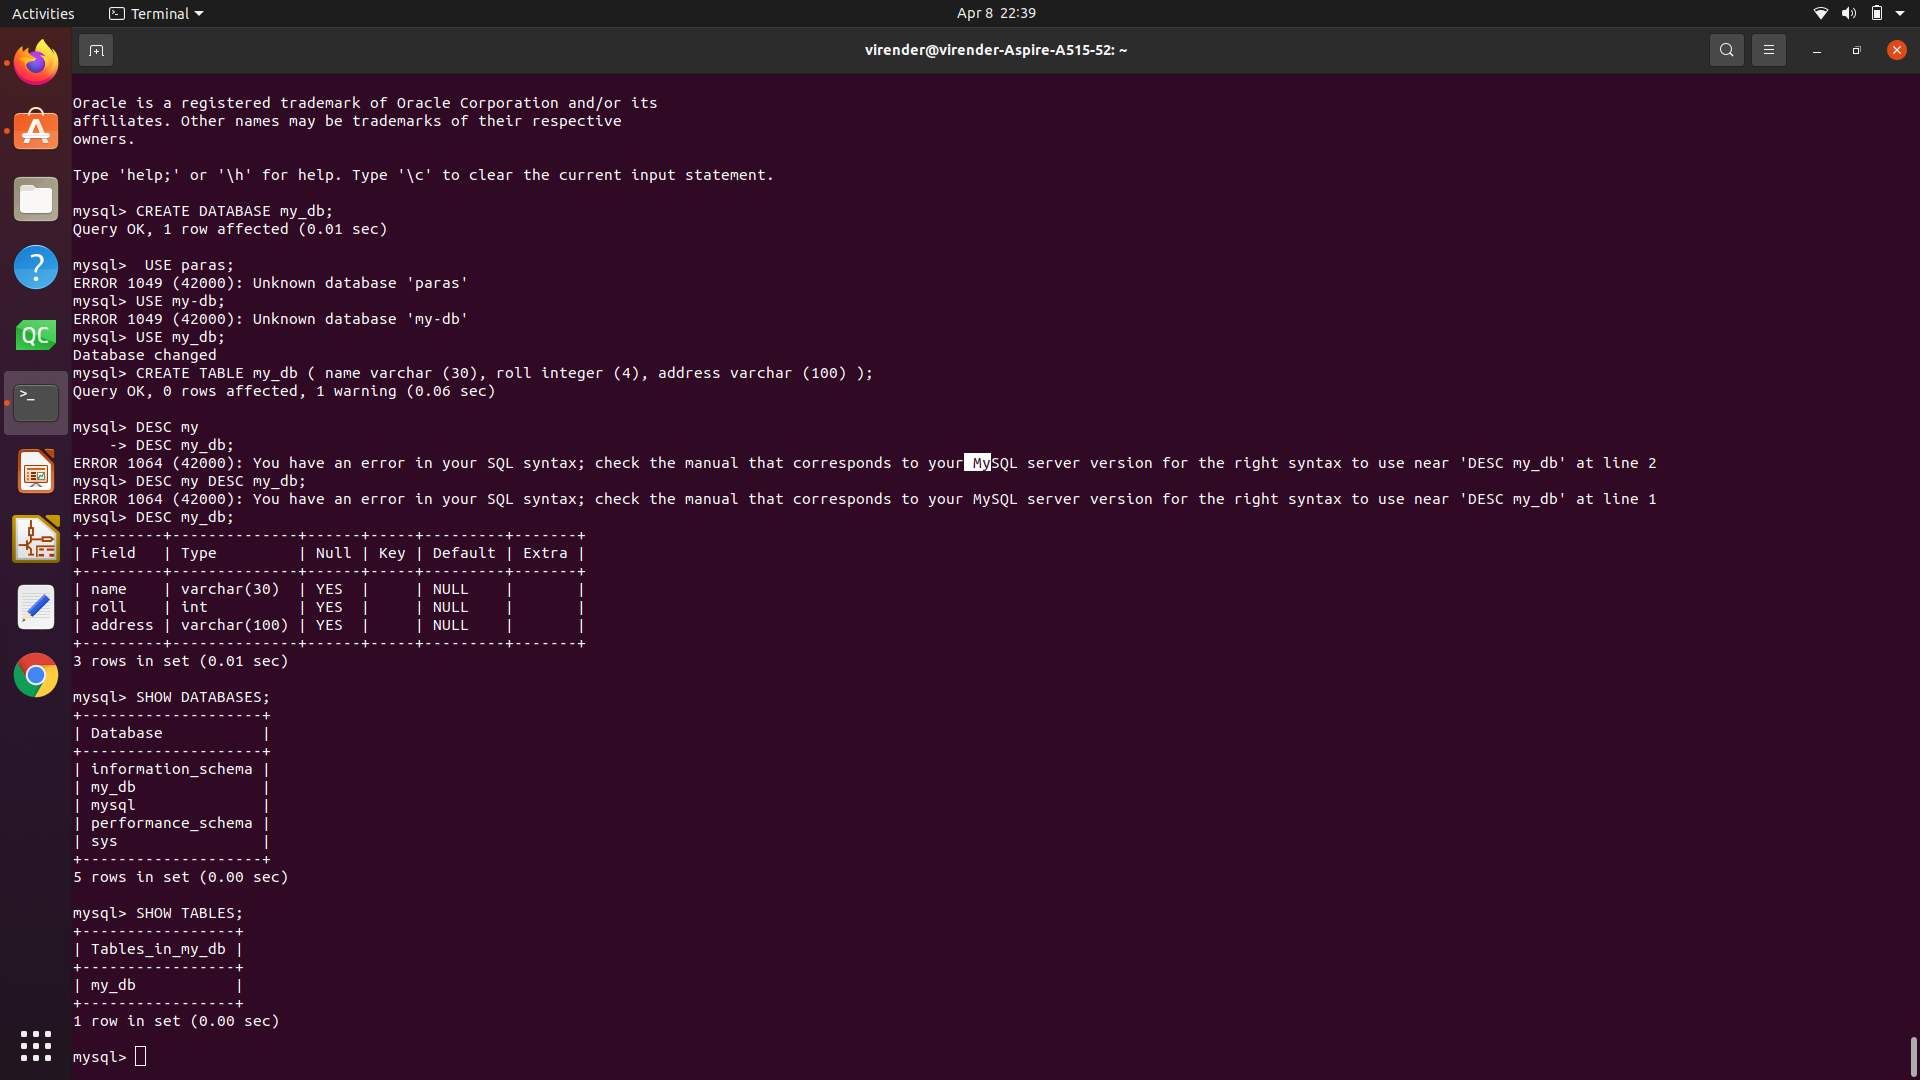 Activities
Terminal
Apr 8 22:39
virender@virender-Aspire-A515-52: ~
Oracle is a registered trademark of Oracle Corporation and/or its
affiliates. Other names may be trademarks of their respective
owners.
Type 'help;' or '\h' for help. Type '\c' to clear the current input statement.
mysql> CREATE DATABASE my_db;
Query OK, 1 row affected (0.01 sec)
mysql>  USE paras;
ERROR 1049 (42000): Unknown database 'paras'
mysql> USE my-db;
ERROR 1049 (42000): Unknown database 'my-db'
mysql> USE my_db;
Database changed
mysql> CREATE TABLE my_db ( name varchar (30), roll integer (4), address varchar (100) );
Query OK, 0 rows affected, 1 warning (0.06 sec)
mysql> DESC my
    -> DESC my_db;
ERROR 1064 (42000): You have an error in your SQL syntax; check the manual that corresponds to your MySQL server version for the right syntax to use near 'DESC my_db' at line 2
mysql> DESC my DESC my_db;
ERROR 1064 (42000): You have an error in your SQL syntax; check the manual that corresponds to your MySQL server version for the right syntax to use near 'DESC my_db' at line 1
mysql> DESC my_db;
+---------+--------------+------+-----+---------+-------+
| Field   | Type         | Null | Key | Default | Extra |
+---------+--------------+------+-----+---------+-------+
| name    | varchar(30)  | YES  |     | NULL    |       |
| roll    | int          | YES  |     | NULL    |       |
| address | varchar(100) | YES  |     | NULL    |       |
+---------+--------------+------+-----+---------+-------+
3 rows in set (0.01 sec)
mysql> SHOW DATABASES;
+--------------------+
| Database           |
+--------------------+
| information_schema |
| my_db              |
| mysql              |
| performance_schema |
| sys                |
+--------------------+
5 rows in set (0.00 sec)
mysql> SHOW TABLES;
+-----------------+
| Tables_in_my_db |
+-----------------+
| my_db           |
+-----------------+
1 row in set (0.00 sec)
mysql>
QC
>_